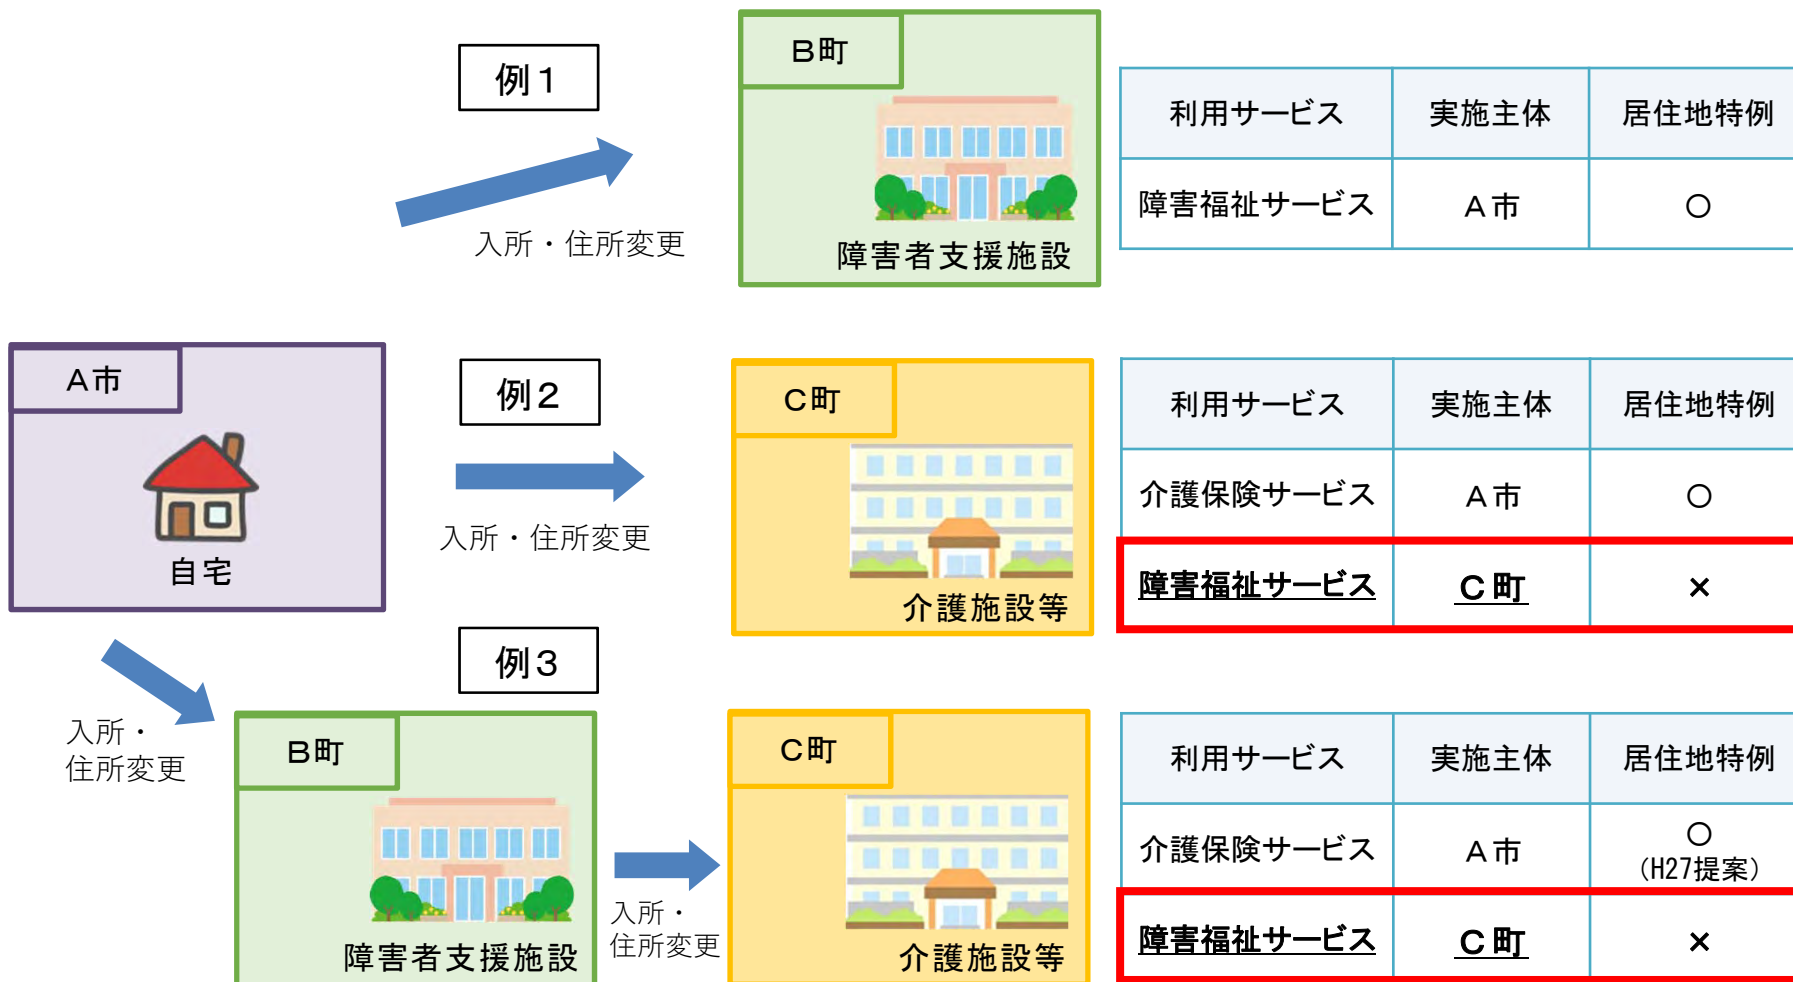 例１
入所・住所変更
Ｂ町
障害者支援施設
利用サービス 実施主体 居住地特例
障害福祉サービス Ａ市 ○
Ａ市
自宅
例２
入所・住所変更
Ｃ町
介護施設等
利用サービス 実施主体 居住地特例
介護保険サービス Ａ市 ○
障害福祉サービス Ｃ町 ×
例３
入所・
住所変更
Ｂ町
障害者支援施設
入所・
住所変更
Ｃ町
介護施設等
利用サービス 実施主体 居住地特例
介護保険サービス Ａ市 ○
（H27提案）
障害福祉サービス Ｃ町 ×